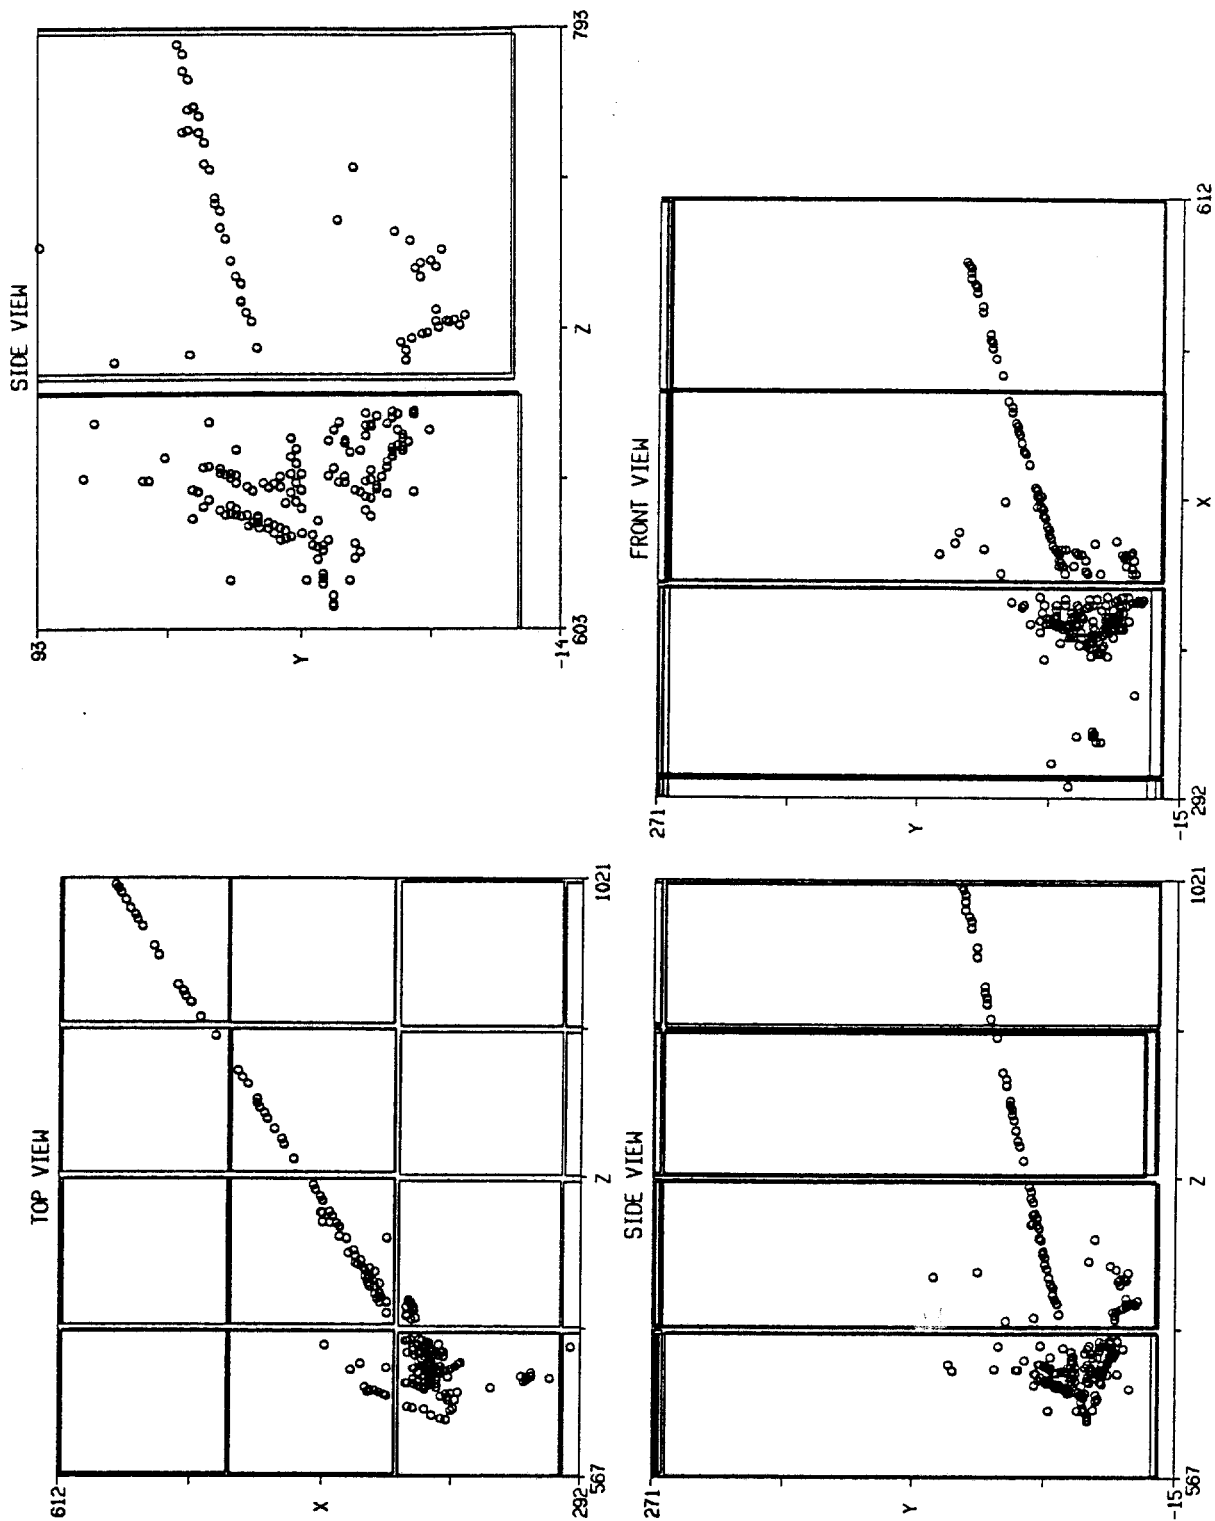 SIDE VIEW
93
Y
-14
603
Z
793
TOP VIEW
612
X
292
567
Z
1021
FRONT VIEW
271
Y
-15
292
X
612
SIDE VIEW
271
Y
-15
567
Z
1021